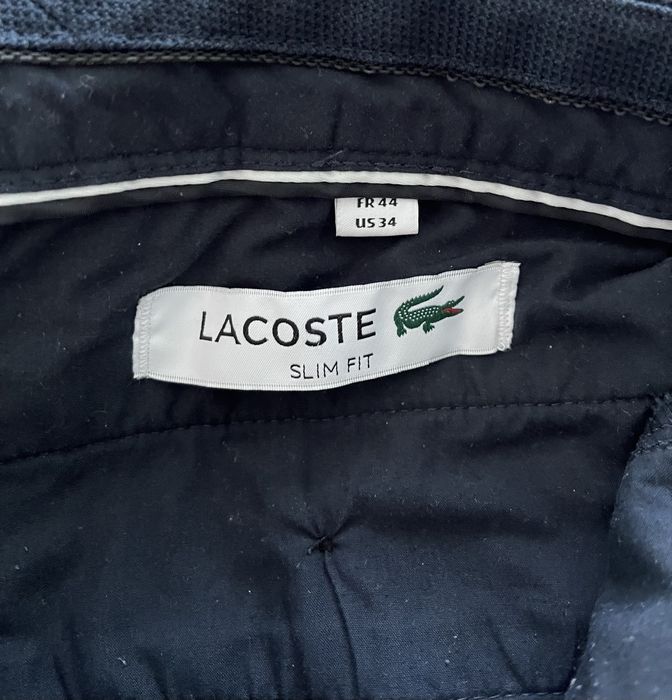 FR 44
US 34
LACOSTE
SLIM FIT